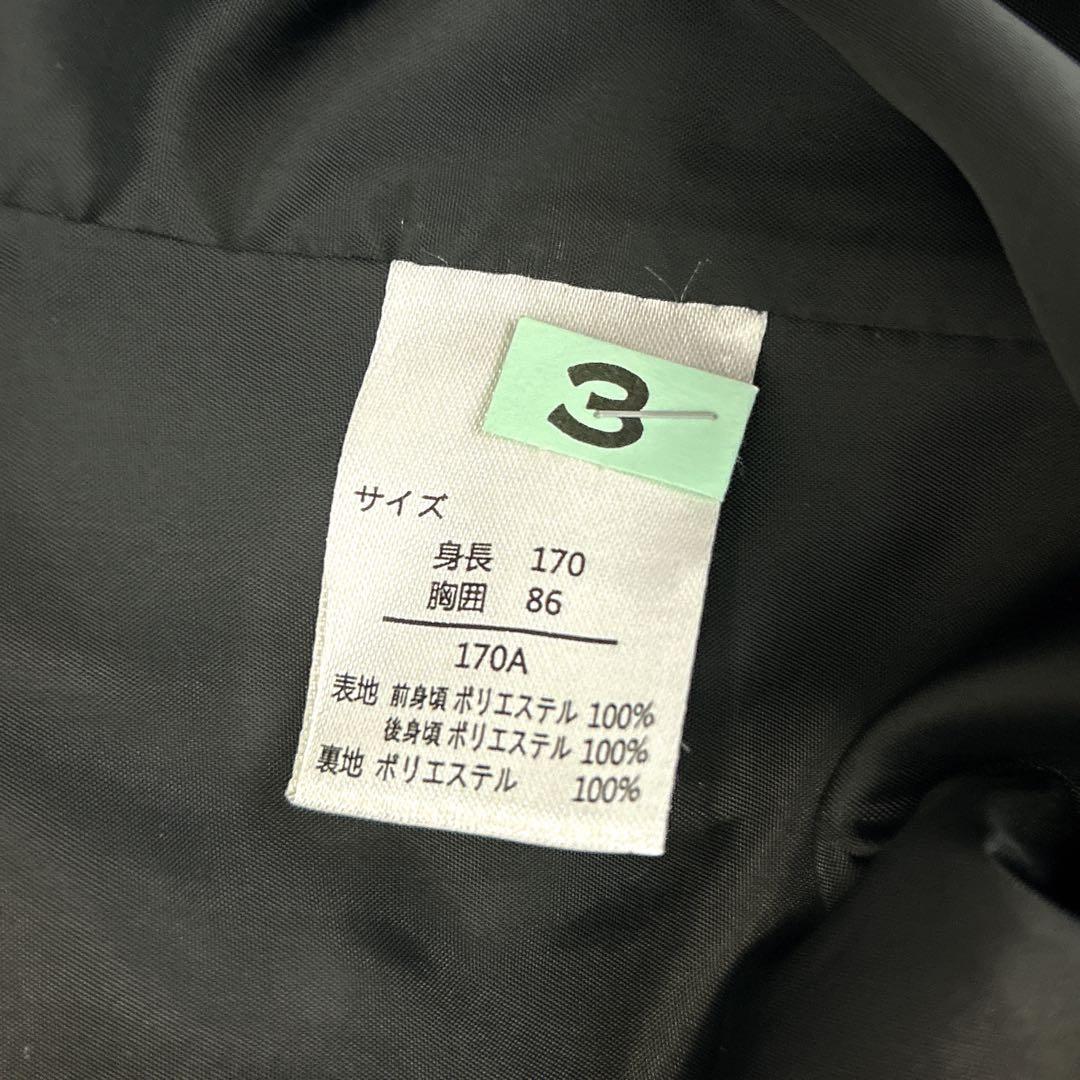 3
サイズ
身長 170
胸囲 86
170A
表地 前身頃 ポリエステル 100%
後身頃 ポリエステル 100%
裏地 ポリエステル 100%